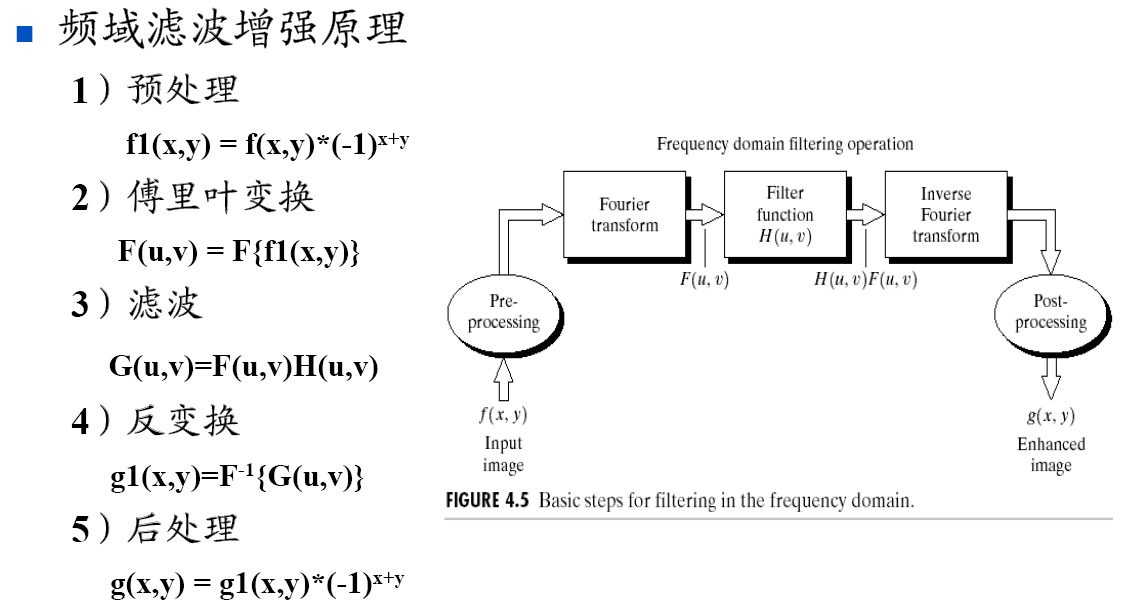 ■ 频域滤波增强原理
1）预处理
f1(x,y) = f(x,y)*(-1)^{x+y}
2）傅里叶变换
F(u,v) = F{f1(x,y)}
3）滤波
G(u,v)=F(u,v)H(u,v)
4）反变换
g1(x,y)=F^{-1}{G(u,v)}
5）后处理
g(x,y) = g1(x,y)*(-1)^{x+y}
Frequency domain filtering operation
Fourier
transform
Filter
function
H(u, v)
Inverse
Fourier
transform
F(u, v)
H(u, v)F(u, v)
Pre-
processing
Post-
processing
f(x, y)
Input
image
g(x, y)
Enhanced
image
FIGURE 4.5 Basic steps for filtering in the frequency domain.